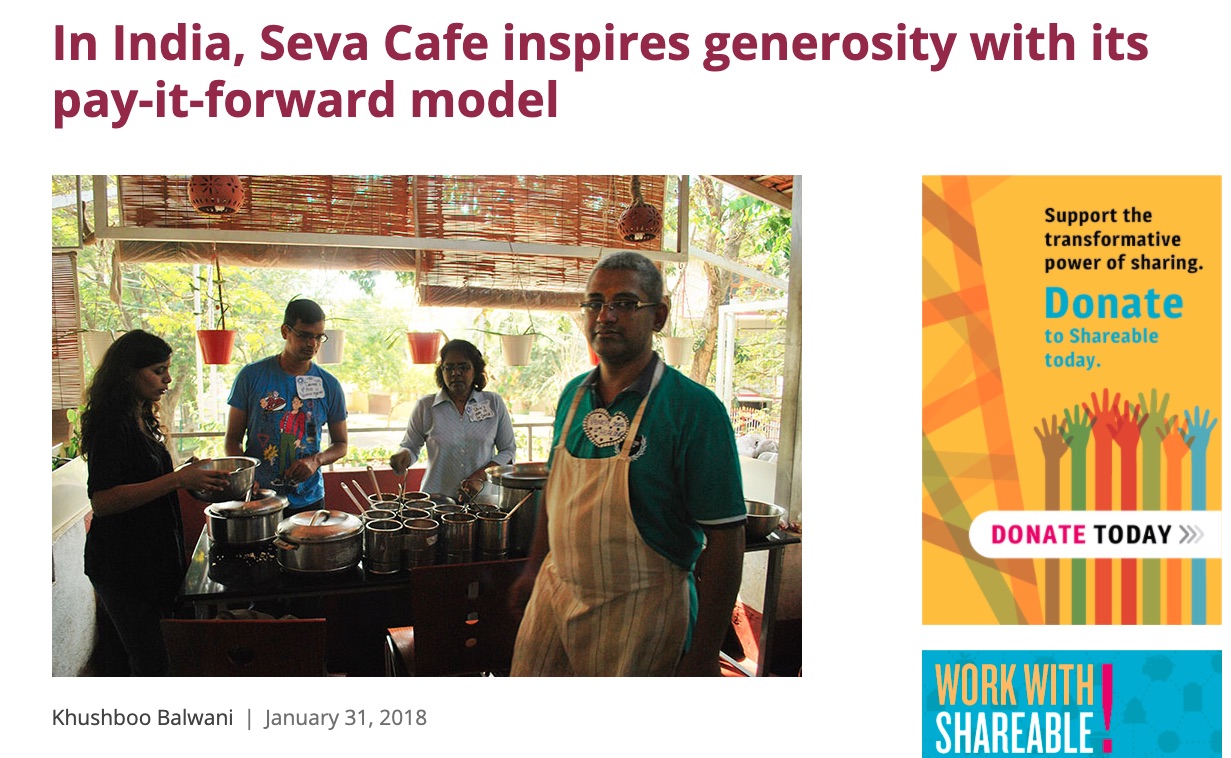 In India, Seva Cafe inspires generosity with its
pay-it-forward model
Support the
transformative
power of sharing.
Donate
to Shareable
today.
DONATE TODAY
Khushboo Balwani | January 31, 2018
WORK WITH
SHAREABLE!